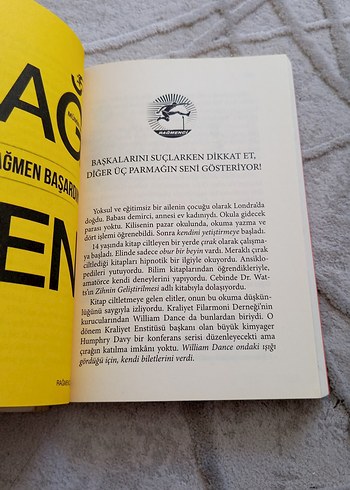 AĞ
AĞMEN BAŞARD
EN
RAĞM
RAĞMENCİ
BAŞKALARINI SUÇLARKEN DİKKAT ET,
DİĞER ÜÇ PARMAĞIN SENİ GÖSTERİYOR!
Yoksul ve eğitimsiz bir ailenin çocuğu olarak Londra'da
doğdu. Babası demirci, annesi ev kadınıydı. Okula gidecek
parası yoktu. Kilisenin pazar okulunda, okuma yazma ve
dört işlemi öğrenebildi. Sonra kendini yetiştirmeye başladı.
14 yaşında kitap ciltleyen bir yerde çırak olarak çalışma-
ya başladı. Elinde sadece obur bir beyin vardı. Meraklı çırak
ciltlediği kitapları hipnotik bir ilgiyle okuyordu. Ansiklo-
pedileri yutuyordu. Bilim kitaplarından öğrendikleriyle,
amatörce kendi deneylerini yapıyordu. Cebinde Dr. Wat-
ts'ın Zihnin Geliştirilmesi adlı kitabıyla dolaşıyordu.
Kitap ciltletmeye gelen elitler, onun bu okuma düşkün-
lüğünü saygıyla izliyordu. Kraliyet Filarmoni Derneği'nin
kurucularından William Dance da bunlardan biriydi. O
dönem Kraliyet Enstitüsü başkanı olan büyük kimyager
Humphry Davy bir konferans serisi düzenleyecekti ama
çırağın katılma imkânı yoktu. William Dance ondaki ışığı
gördüğü için, kendi biletlerini verdi.